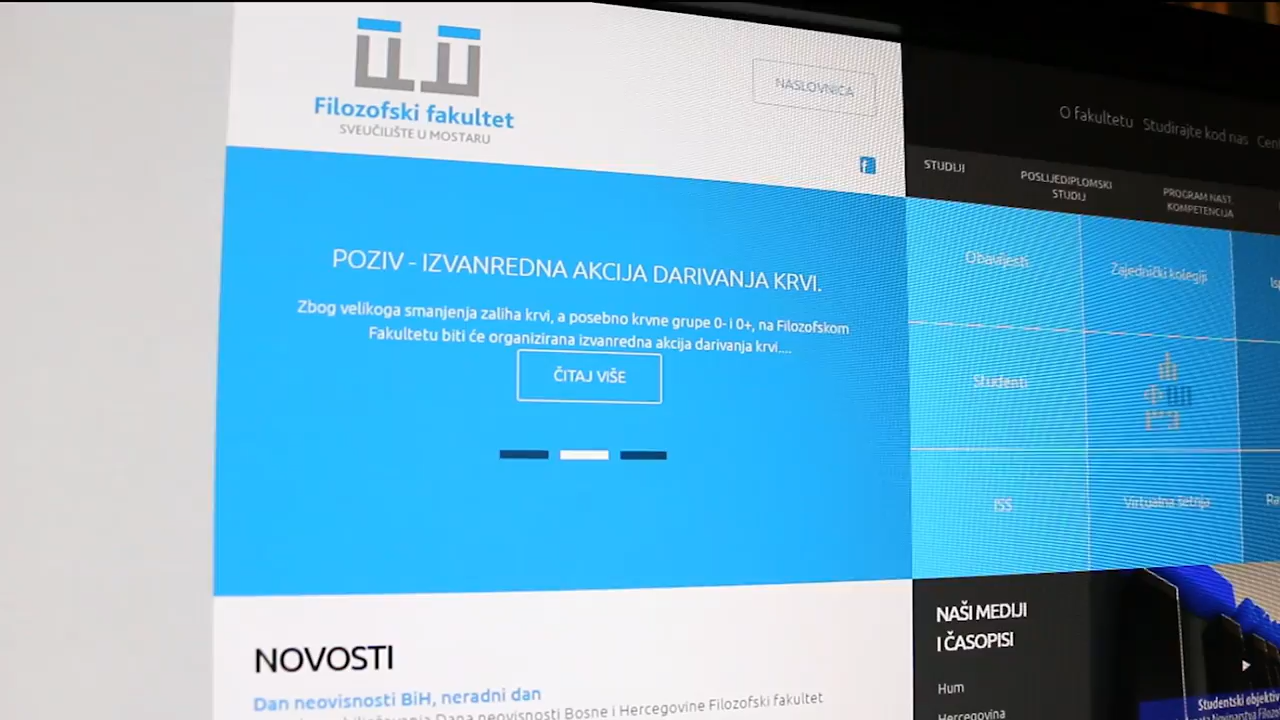 Filozofski fakultet
SVEUČILIŠTE U MOSTARU
NASLOVNICA
f
O fakultetu Studirajte kod nas
STUDIJI
POSLIJEDIPLOMSKI
STUDIJ
PROGRAM NAST.
KOMPETENCIJA
POZIV - IZVANREDNA AKCIJA DARIVANJA KRVI.
Zbog velikoga smanjenja zaliha krvi, a posebno krvne grupe 0- i 0+, na Filozofskom
Fakultetu biti će organizirana izvanredna akcija darivanja krvi....
ČITAJ VIŠE
Obavijesti
Zajednički kolegiji
Studenti
ISS
Virtualna šetnja
NOVOSTI
Dan neovisnosti BiH, neradni dan
Dana neovisnosti Bosne i Hercegovine Filozofski fakultet
NAŠI MEDIJI
I ČASOPISI
Hum
Hercegovina
Studentski